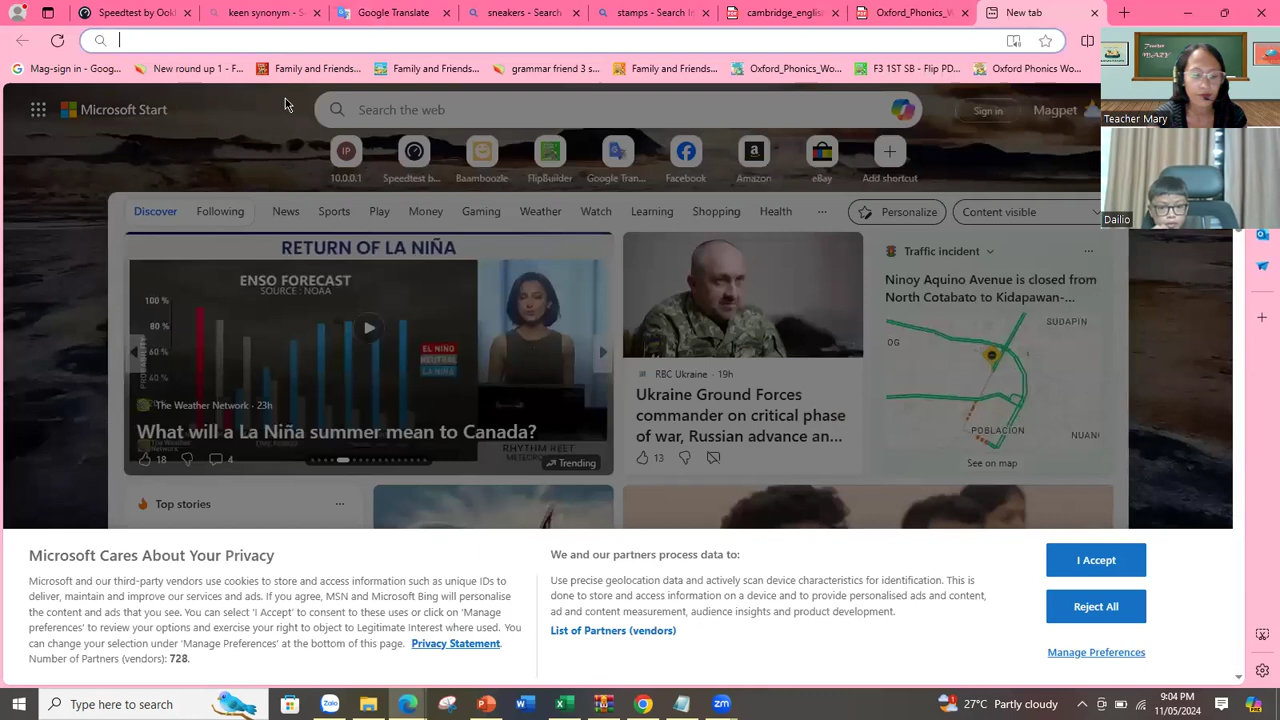 Speedtest by Ookl
coming synonym - S
Google Translate
sneakers - Search
stamps - Search In
cambridge_englis
Oxford_Phonics_W
New tab
Mag-sign in - Goog...
New round up 1 - F...
Family and Friends...
grammarfriend 3 s...
Family and friends...
Oxford_Phonics_Wo...
F3 1ST SB - Flip PD...
Oxford Phonics Wo...
Teacher Mary
Dailio
Microsoft Start
Search the web
Sign in
Magpet
10.0.0.1
Speedtest b...
Baamboozle
FlipBuilder
Google Tran...
Facebook
Amazon
eBay
Add shortcut
Discover
Following
News
Sports
Play
Money
Gaming
Weather
Watch
Learning
Shopping
Health
...
Personalize
Content visible
RETURN OF LA NIÑA
ENSO FORECAST
SOURCE: NOAA
100 %
80 %
60 %
PROBABILITY
EL NIÑO
NEUTRAL
LA NIÑA
The Weather Network · 23h
What will a La Niña summer mean to Canada?
18
4
Trending
RBC Ukraine · 19h
Ukraine Ground Forces
commander on critical phase
of war, Russian advance an...
13
Traffic incident
Ninoy Aquino Avenue is closed from
North Cotabato to Kidapawan-...
SUDAPIN
OG
POBLACION
NUANG
See on map
Top stories
Microsoft Cares About Your Privacy
Microsoft and our third-party vendors use cookies to store and access information such as unique IDs to
deliver, maintain and improve our services and ads. If you agree, MSN and Microsoft Bing will personalise
the content and ads that you see. You can select 'I Accept' to consent to these uses or click on 'Manage
preferences' to review your options and exercise your right to object to Legitimate Interest where used. You
can change your selection under 'Manage Preferences' at the bottom of this page. Privacy Statement.
Number of Partners (vendors): 728.
We and our partners process data to:
Use precise geolocation data and actively scan device characteristics for identification. This is
done to store and access information on a device and to provide personalised ads and content,
ad and content measurement, audience insights and product development.
List of Partners (vendors)
I Accept
Reject All
Manage Preferences
Type here to search
27°C Partly cloudy
9:04 PM
11/05/2024